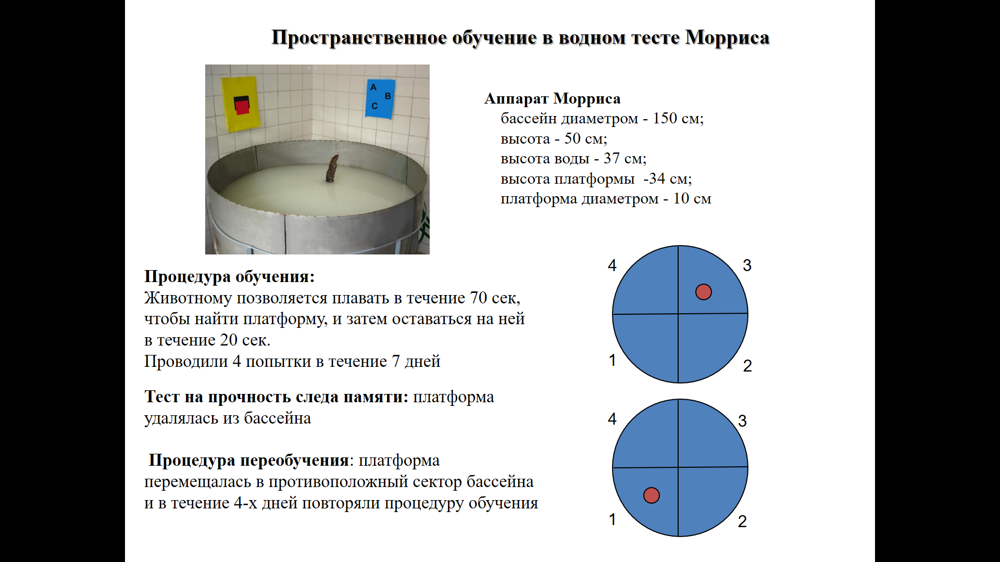 Пространственное обучение в водном тесте Морриса
A
B
C
Аппарат Морриса
бассейн диаметром - 150 см;
высота - 50 см;
высота воды - 37 см;
высота платформы  -34 см;
платформа диаметром - 10 см
Процедура обучения:
Животному позволяется плавать в течение 70 сек,
чтобы найти платформу, и затем оставаться на ней
в течение 20 сек.
Проводили 4 попытки в течение 7 дней
Тест на прочность следа памяти: платформа
удалялась из бассейна
Процедура переобучения: платформа
перемещалась в противоположный сектор бассейна
и в течение 4-х дней повторяли процедуру обучения
4
3
1
2
4
3
1
2